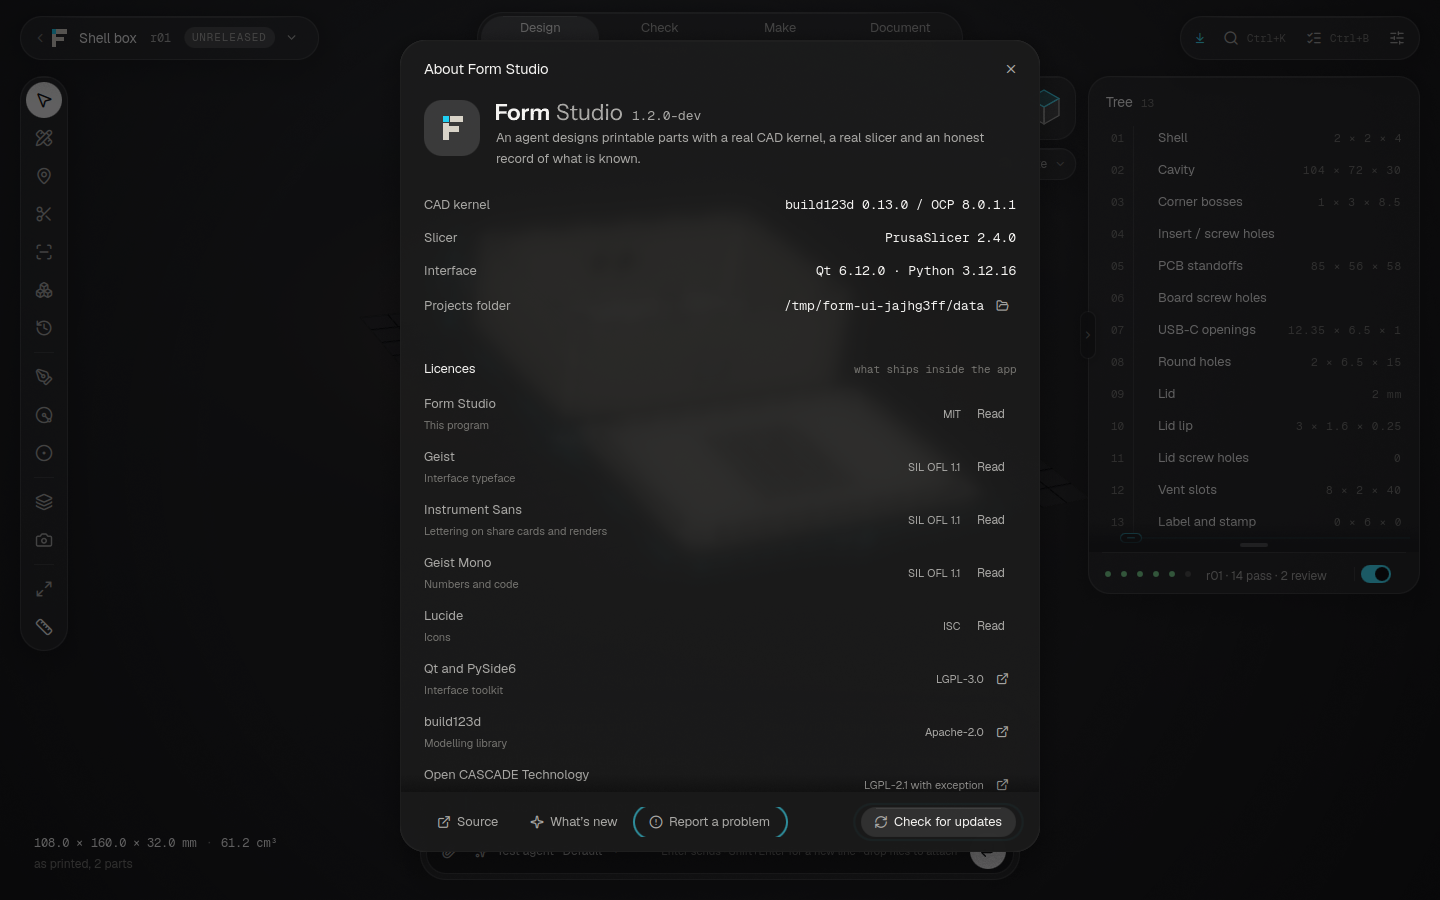 Shell box r01 UNRELEASED
Design Check Make Document
Ctrl+K Ctrl+B
About Form Studio
Form Studio 1.2.0-dev
An agent designs printable parts with a real CAD kernel, a real slicer and an honest
record of what is known.
CAD kernel build123d 0.13.0 / OCP 8.0.1.1
Slicer PrusaSlicer 2.4.0
Interface Qt 6.12.0 · Python 3.12.16
Projects folder /tmp/form-ui-jajhg3ff/data
Licences what ships inside the app
Form Studio
This program
MIT Read
Geist
Interface typeface
SIL OFL 1.1 Read
Instrument Sans
Lettering on share cards and renders
SIL OFL 1.1 Read
Geist Mono
Numbers and code
SIL OFL 1.1 Read
Lucide
Icons
ISC Read
Qt and PySide6
Interface toolkit
LGPL-3.0
build123d
Modelling library
Apache-2.0
Open CASCADE Technology
LGPL-2.1 with exception
Source What's new Report a problem Check for updates
Tree 13
01 Shell 2 × 2 × 4
02 Cavity 104 × 72 × 30
03 Corner bosses 1 × 3 × 8.5
04 Insert / screw holes
05 PCB standoffs 85 × 56 × 58
06 Board screw holes
07 USB-C openings 12.35 × 6.5 × 1
08 Round holes 2 × 6.5 × 15
09 Lid 2 mm
10 Lid lip 3 × 1.6 × 0.25
11 Lid screw holes 0
12 Vent slots 8 × 2 × 40
13 Label and stamp 0 × 6 × 0
r01 · 14 pass · 2 review
108.0 × 160.0 × 32.0 mm · 61.2 cm³
as printed, 2 parts